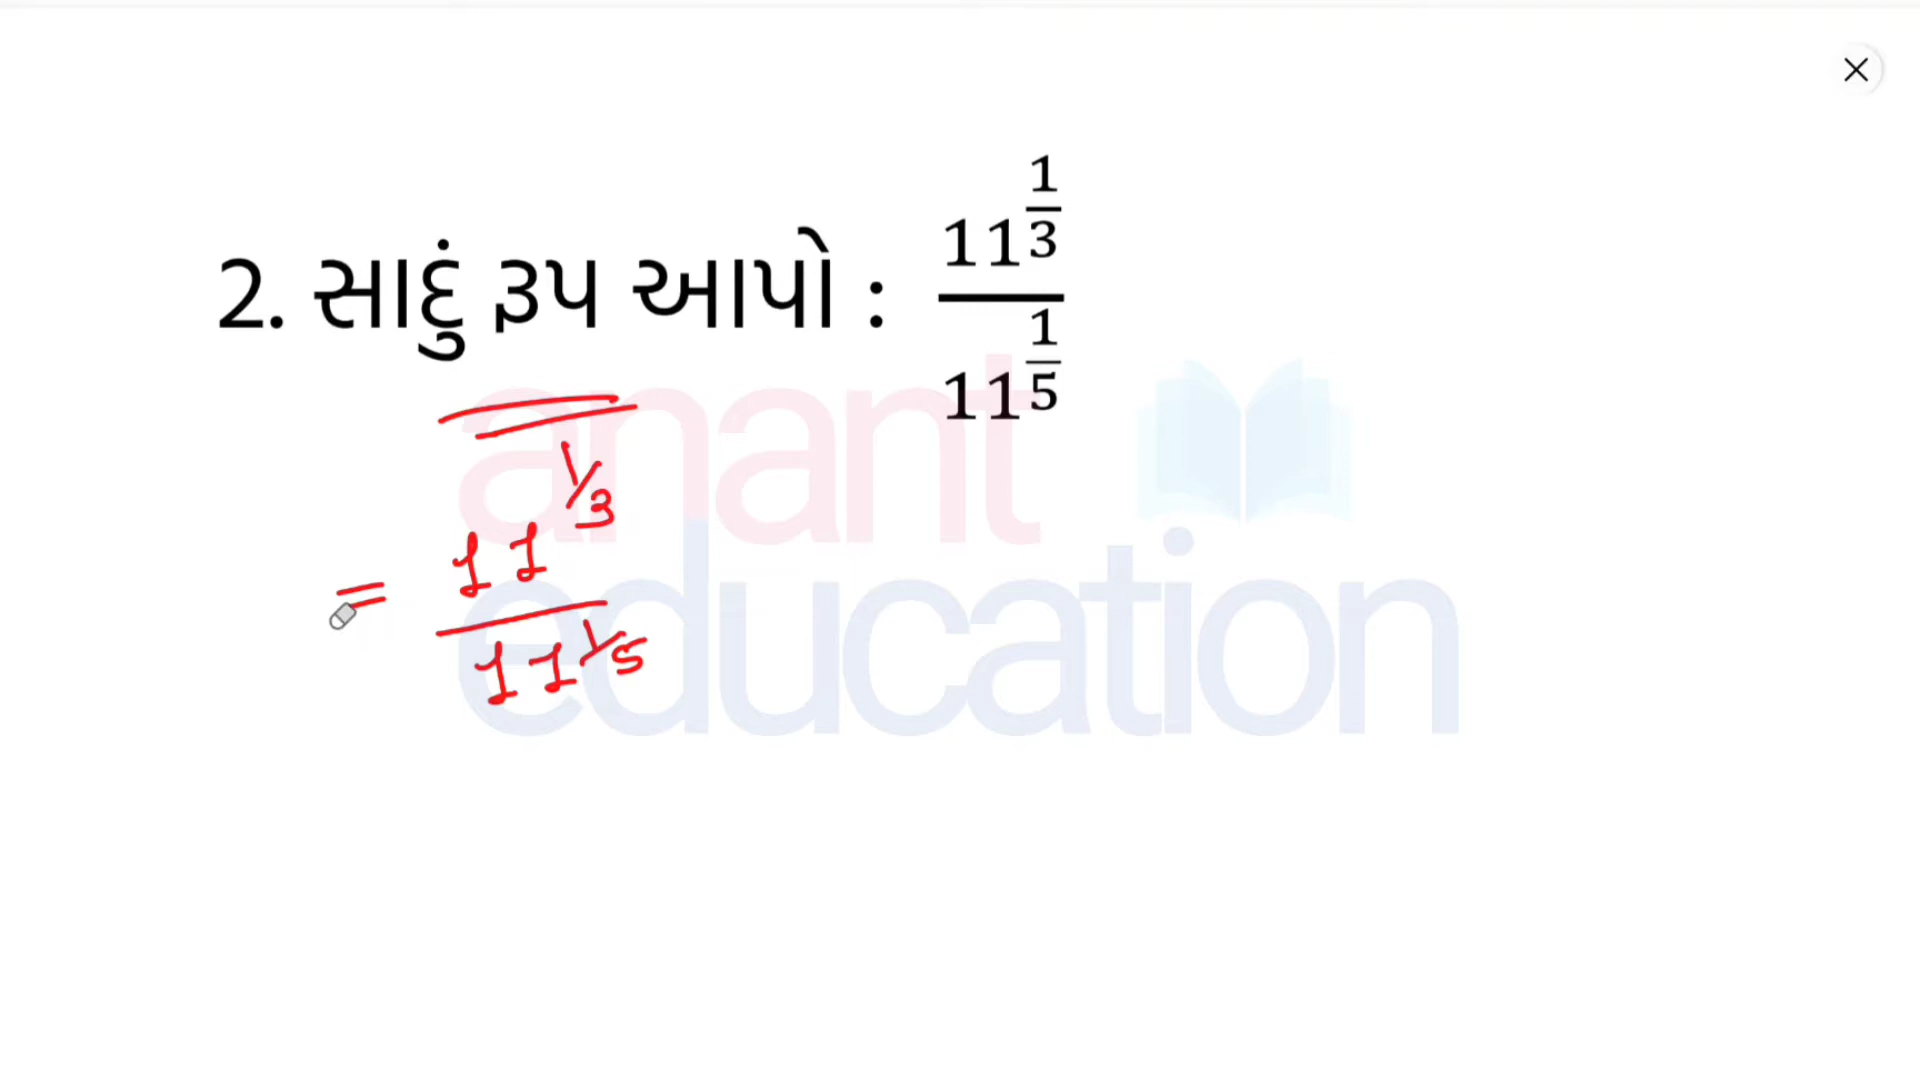 2. સાદું રૂપ આપો : 11^{1/3} / 11^{1/5}
anant
education
= 11^{1/3} / 11^{1/5}